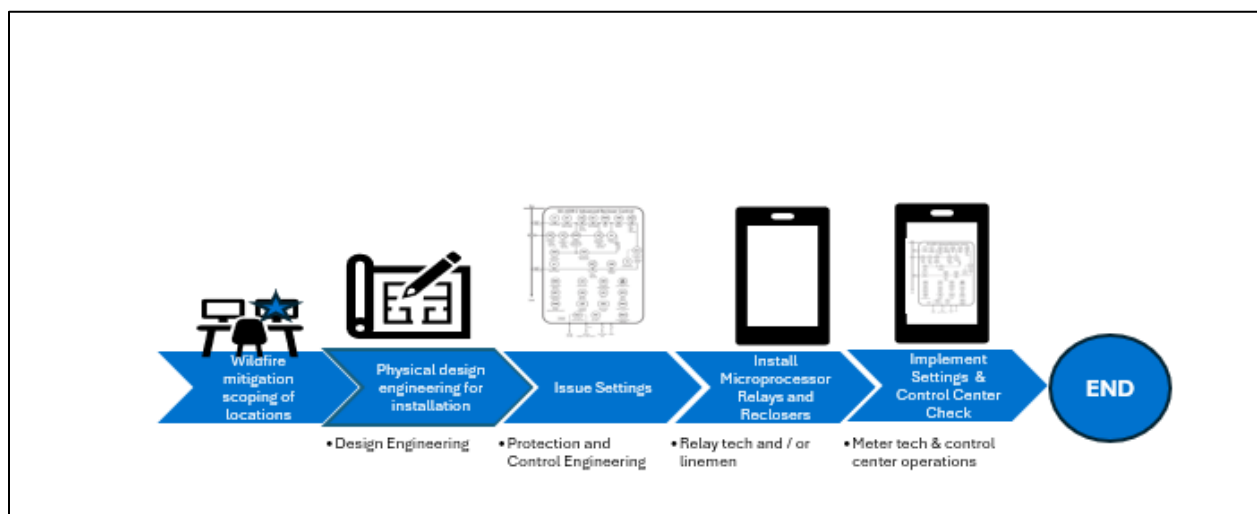 Wildfire
mitigation
scoping of
locations
Physical design
engineering for
installation
Issue Settings
Install
Microprocessor
Relays and
Reclosers
Implement
Settings &
Control Center
Check
END
• Design Engineering
• Protection and
Control Engineering
• Relay tech and / or
linemen
• Meter tech & control
center operations